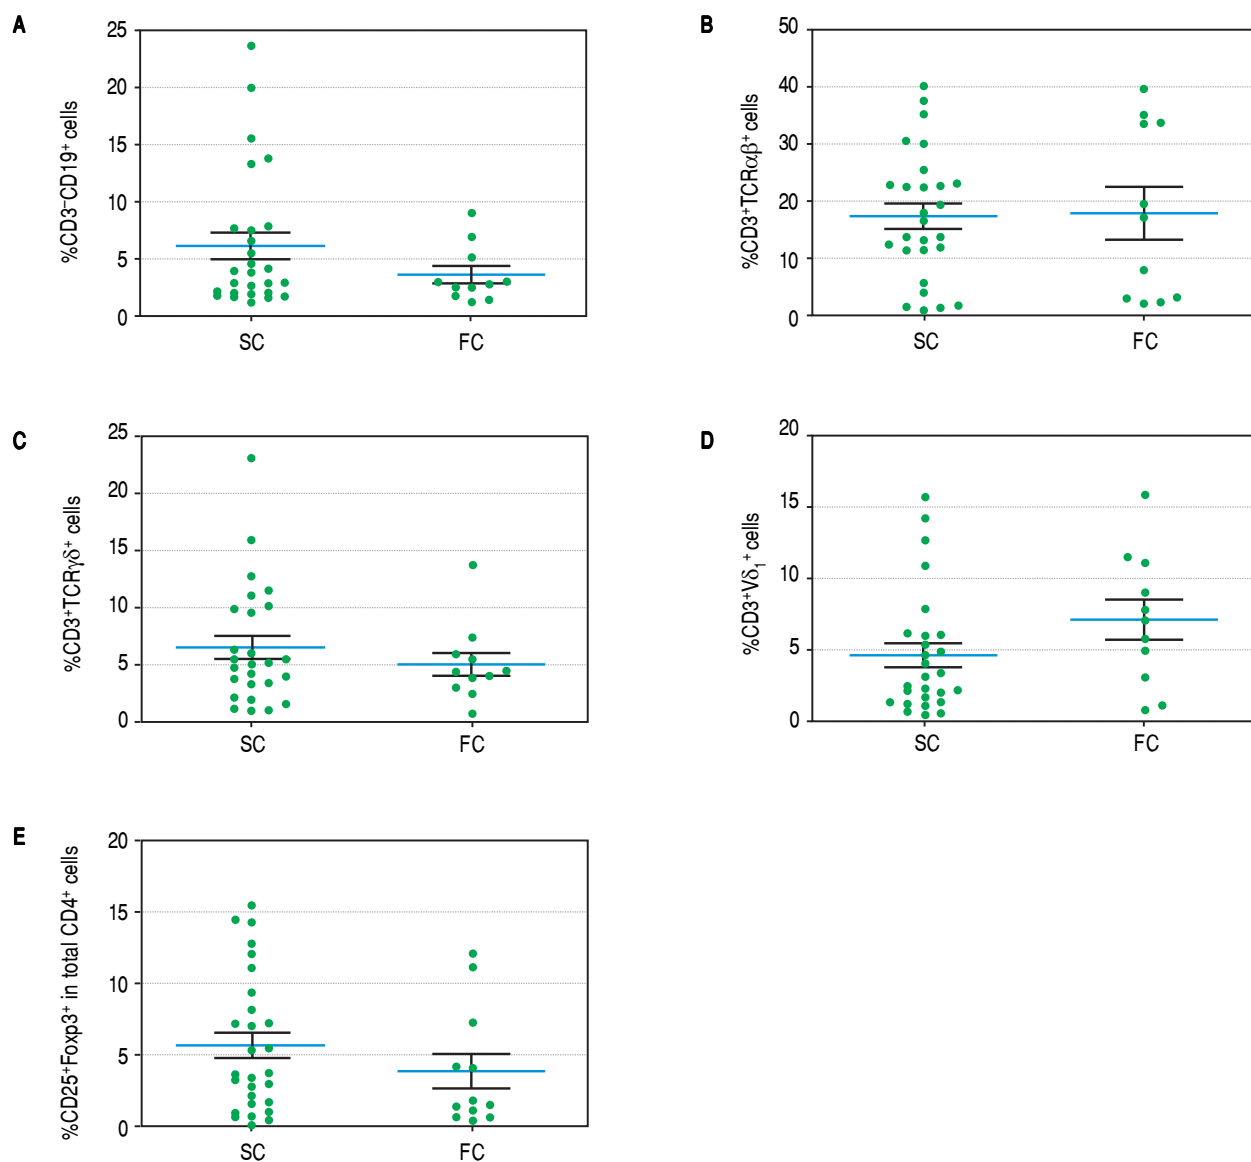 A
%CD3⁻CD19⁺ cells
25
20
15
10
5
0
SC FC
B
%CD3⁺TCRαβ⁺ cells
50
40
30
20
10
0
SC FC
C
%CD3⁺TCRγδ⁺ cells
25
20
15
10
5
0
SC FC
D
%CD3⁺Vδ₁⁺ cells
20
15
10
5
0
SC FC
E
%CD25⁺Foxp3⁺ in total CD4⁺ cells
20
15
10
5
0
SC FC